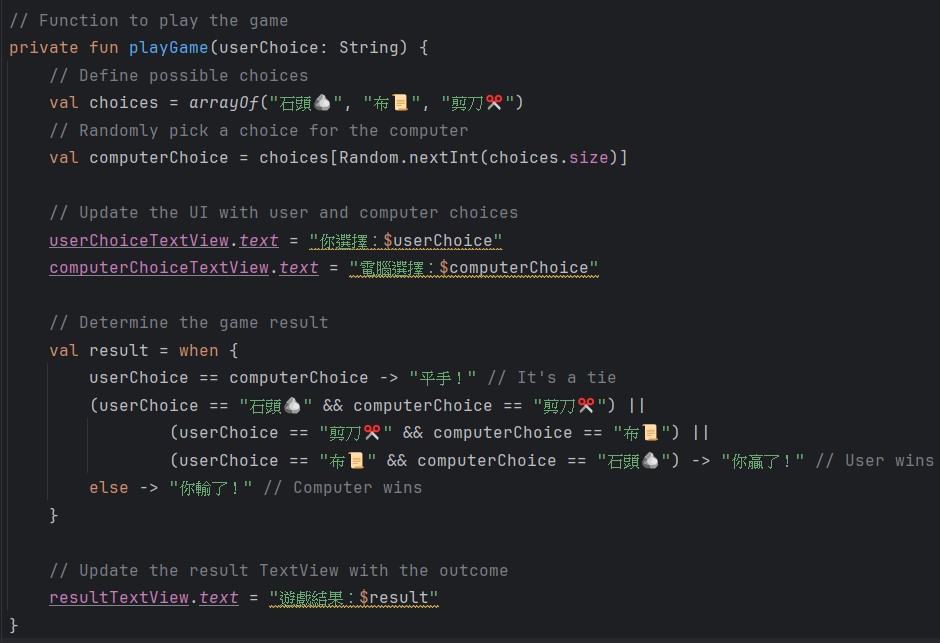 // Function to play the game
private fun playGame(userChoice: String) {
    // Define possible choices
    val choices = arrayOf("石頭🪨", "布📜", "剪刀✂️")
    // Randomly pick a choice for the computer
    val computerChoice = choices[Random.nextInt(choices.size)]

    // Update the UI with user and computer choices
    userChoiceTextView.text = "你選擇：$userChoice"
    computerChoiceTextView.text = "電腦選擇：$computerChoice"

    // Determine the game result
    val result = when {
        userChoice == computerChoice -> "平手！" // It's a tie
        (userChoice == "石頭🪨" && computerChoice == "剪刀✂️") ||
                (userChoice == "剪刀✂️" && computerChoice == "布📜") ||
                (userChoice == "布📜" && computerChoice == "石頭🪨") -> "你贏了！" // User wins
        else -> "你輸了！" // Computer wins
    }

    // Update the result TextView with the outcome
    resultTextView.text = "遊戲結果：$result"
}